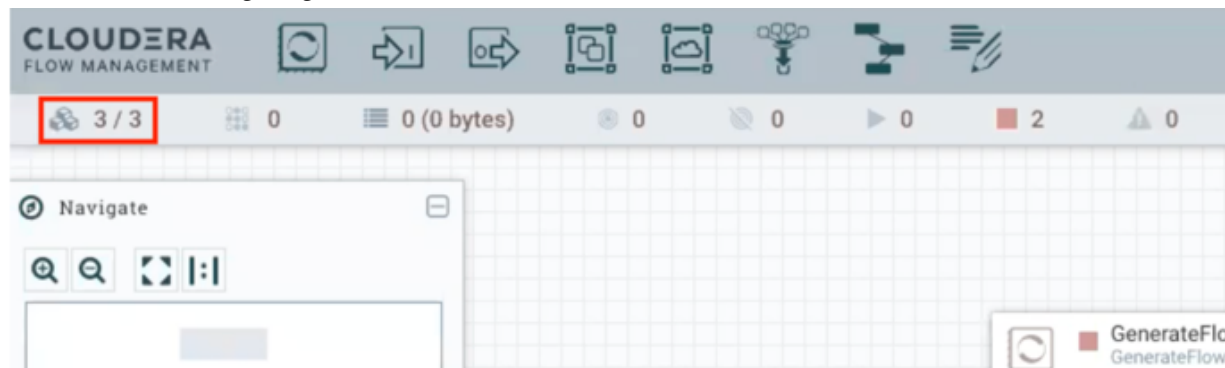 CLOUDERA
FLOW MANAGEMENT
3 / 3 0 0 (0 bytes) 0 0 0 2 0
Navigate
GenerateFlo
GenerateFlow